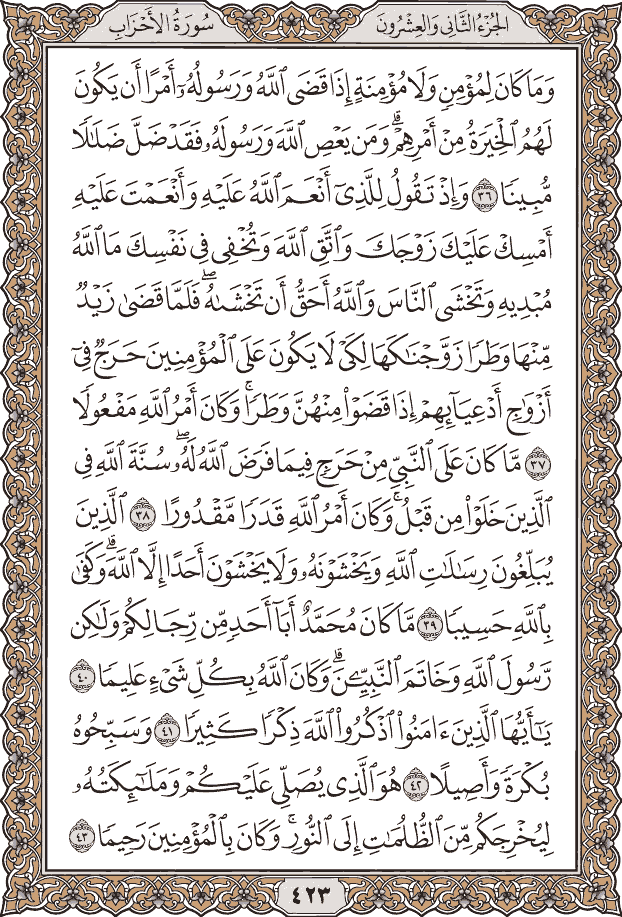 الجُزْءُ الثَّانِي وَالعِشْرُونَ
سُورَةُ الأَحْزَابِ
وَمَا كَانَ لِمُؤْمِنٍ وَلَا مُؤْمِنَةٍ إِذَا قَضَى ٱللَّهُ وَرَسُولُهُۥٓ أَمْرًا أَن يَكُونَ
لَهُمُ ٱلْخِيَرَةُ مِنْ أَمْرِهِمْۗ وَمَن يَعْصِ ٱللَّهَ وَرَسُولَهُۥ فَقَدْ ضَلَّ ضَلَٰلًا
مُّبِينًا ٣٦ وَإِذْ تَقُولُ لِلَّذِىٓ أَنْعَمَ ٱللَّهُ عَلَيْهِ وَأَنْعَمْتَ عَلَيْهِ
أَمْسِكْ عَلَيْكَ زَوْجَكَ وَٱتَّقِ ٱللَّهَ وَتُخْفِى فِى نَفْسِكَ مَا ٱللَّهُ
مُبْدِيهِ وَتَخْشَى ٱلنَّاسَ وَٱللَّهُ أَحَقُّ أَن تَخْشَىٰهُۖ فَلَمَّا قَضَىٰ زَيْدٌ
مِّنْهَا وَطَرًا زَوَّجْنَٰكَهَا لِكَىْ لَا يَكُونَ عَلَى ٱلْمُؤْمِنِينَ حَرَجٌ فِىٓ
أَزْوَٰجِ أَدْعِيَآئِهِمْ إِذَا قَضَوْا۟ مِنْهُنَّ وَطَرًاۚ وَكَانَ أَمْرُ ٱللَّهِ مَفْعُولًا
٣٧ مَّا كَانَ عَلَى ٱلنَّبِىِّ مِنْ حَرَجٍ فِيمَا فَرَضَ ٱللَّهُ لَهُۥۖ سُنَّةَ ٱللَّهِ فِى
ٱلَّذِينَ خَلَوْا۟ مِن قَبْلُۚ وَكَانَ أَمْرُ ٱللَّهِ قَدَرًا مَّقْدُورًا ٣٨ ٱلَّذِينَ
يُبَلِّغُونَ رِسَٰلَٰتِ ٱللَّهِ وَيَخْشَوْنَهُۥ وَلَا يَخْشَوْنَ أَحَدًا إِلَّا ٱللَّهَۗ وَكَفَىٰ
بِٱللَّهِ حَسِيبًا ٣٩ مَّا كَانَ مُحَمَّدٌ أَبَآ أَحَدٍ مِّن رِّجَالِكُمْ وَلَٰكِن
رَّسُولَ ٱللَّهِ وَخَاتَمَ ٱلنَّبِيِّـۧنَۗ وَكَانَ ٱللَّهُ بِكُلِّ شَىْءٍ عَلِيمًا ٤٠
يَٰٓأَيُّهَا ٱلَّذِينَ ءَامَنُوا۟ ٱذْكُرُوا۟ ٱللَّهَ ذِكْرًا كَثِيرًا ٤١ وَسَبِّحُوهُ
بُكْرَةً وَأَصِيلًا ٤٢ هُوَ ٱلَّذِى يُصَلِّى عَلَيْكُمْ وَمَلَٰٓئِكَتُهُۥ
لِيُخْرِجَكُم مِّنَ ٱلظُّلُمَٰتِ إِلَى ٱلنُّورِۚ وَكَانَ بِٱلْمُؤْمِنِينَ رَحِيمًا ٤٣
٤٢٣